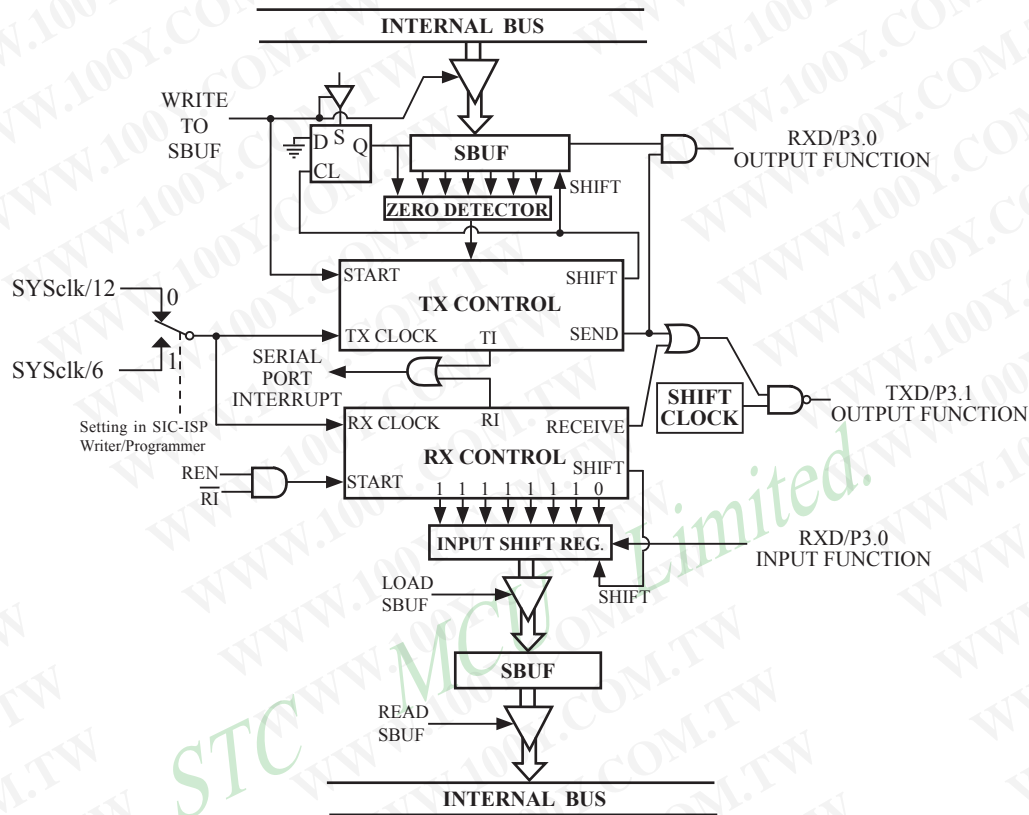 INTERNAL BUS
WRITE
TO
SBUF
S
D
Q
CL
SBUF
RXD/P3.0
OUTPUT FUNCTION
SHIFT
ZERO DETECTOR
START
SHIFT
TX CONTROL
SYSclk/12
0
TX CLOCK
TI
SEND
SYSclk/6
1
SERIAL
PORT
INTERRUPT
SHIFT
CLOCK
TXD/P3.1
OUTPUT FUNCTION
Setting in SIC-ISP
Writer/Programmer
RX CLOCK
RI
RECEIVE
RX CONTROL
SHIFT
REN
RI
START
1 1 1 1 1 1 1 0
INPUT SHIFT REG.
RXD/P3.0
INPUT FUNCTION
LOAD
SBUF
SHIFT
SBUF
READ
SBUF
INTERNAL BUS
STC MCU Limited.
WWW.100Y.COM.TW